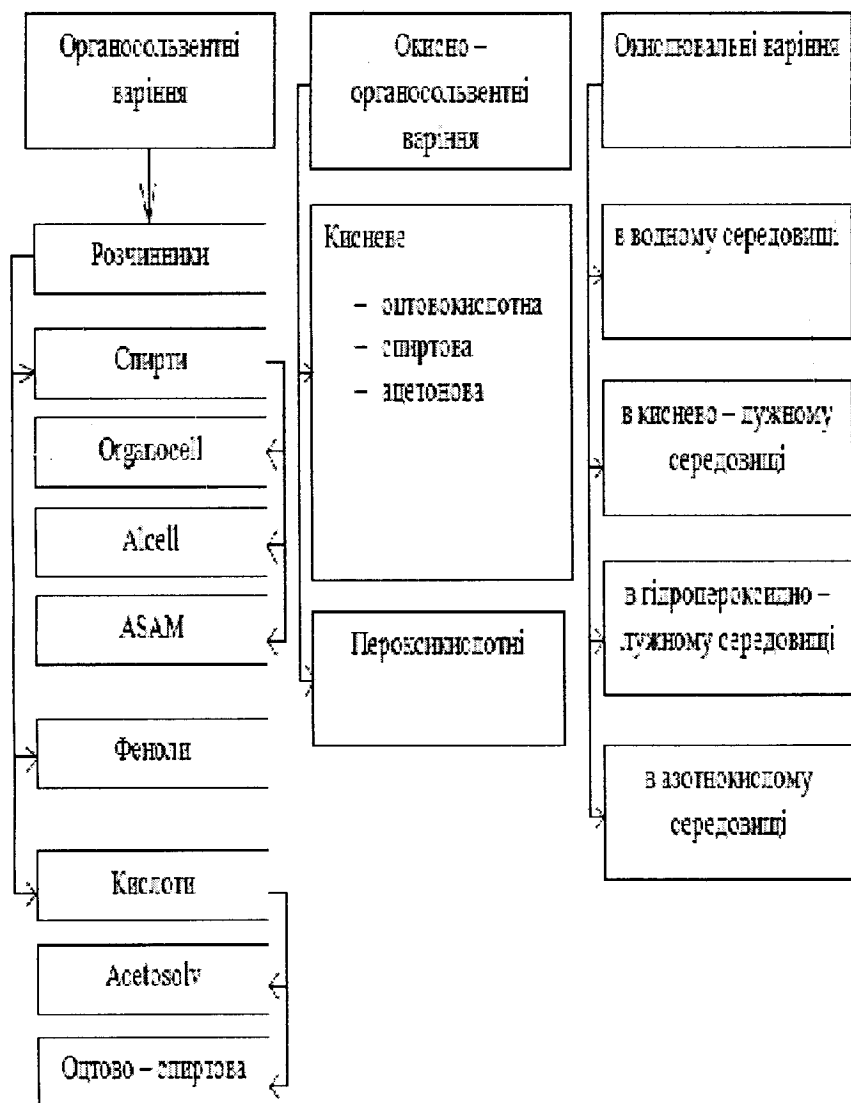 Органосольвентні
варіння
Розчинники
Спирти
Organocell
Alcell
ASAM
Феноли
Кислоти
Acetosolv
Оцтово – спиртова
Окисно –
органосольвентні
варіння
Киснева
– оцтовокислотна
– спиртова
– ацетонова
Пероксикислотні
Окислювальні варіння
в водному середовищі
в киснево – лужному
середовищі
в гідропероксидно –
лужному середовищі
в азотнокислому
середовищі